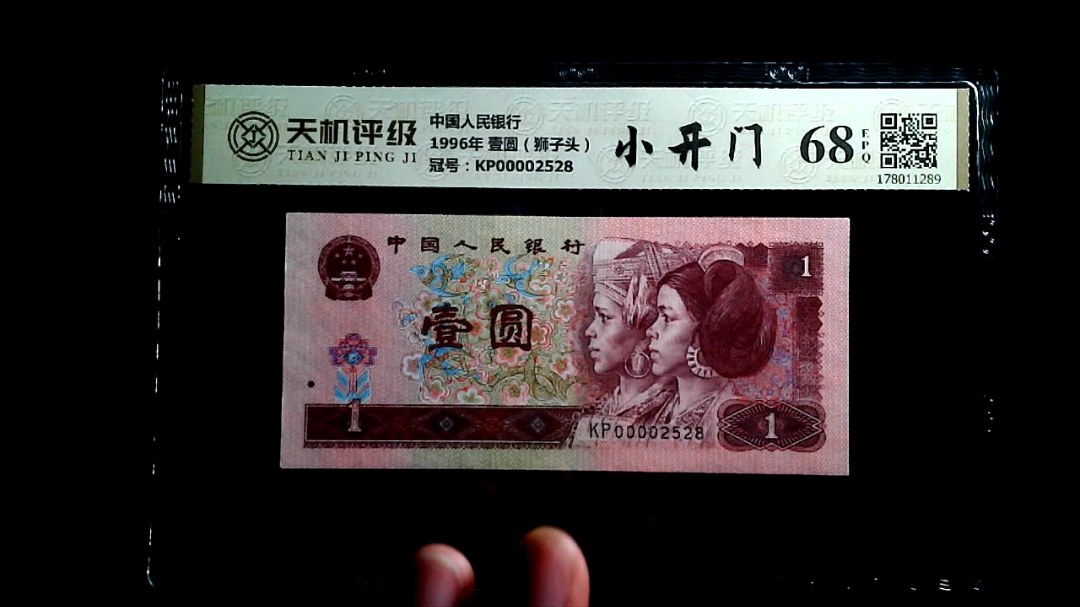 天机评级
TIAN JI PING JI
中国人民银行
1996年 壹圆（狮子头）
冠号：KP00002528
小开门
68
EPQ
178011289
中国人民银行
1
壹圆
1
KP00002528
1